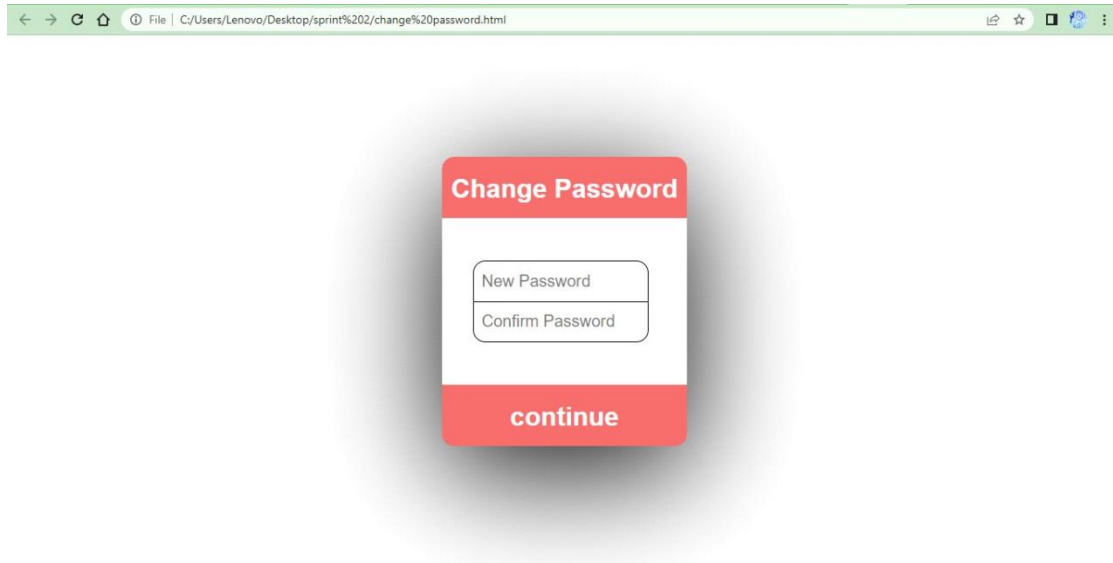 File | C:/Users/Lenovo/Desktop/sprint%202/change%20password.html
Change Password
New Password
Confirm Password
continue